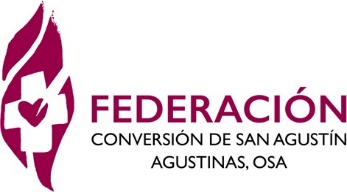 FEDERACIÓN
CONVERSIÓN DE SAN AGUSTÍN
AGUSTINAS, OSA